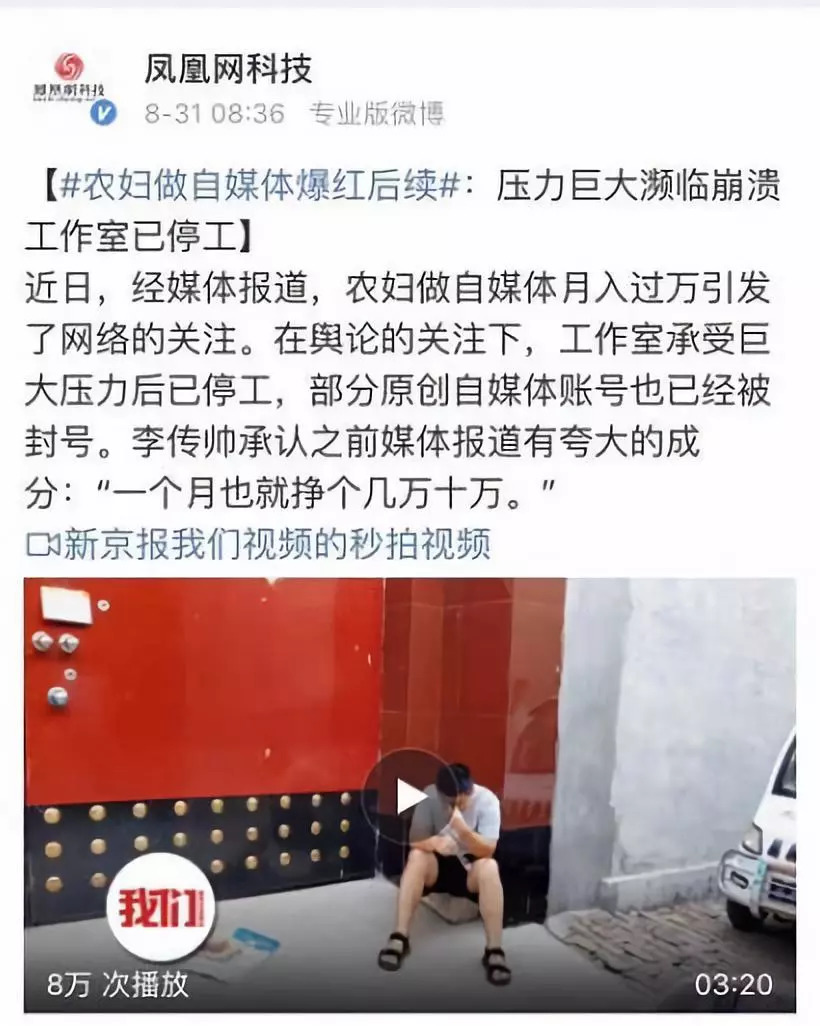 凤凰网科技
凤凰网科技
8-31 08:36 专业版微博
【#农妇做自媒体爆红后续#：压力巨大濒临崩溃
工作室已停工】
近日，经媒体报道，农妇做自媒体月入过万引发
了网络的关注。在舆论的关注下，工作室承受巨
大压力后已停工，部分原创自媒体账号也已经被
封号。李传帅承认之前媒体报道有夸大的成
分：“一个月也就挣个几万十万。”
新京报我们视频的秒拍视频
我们
8万 次播放
03:20